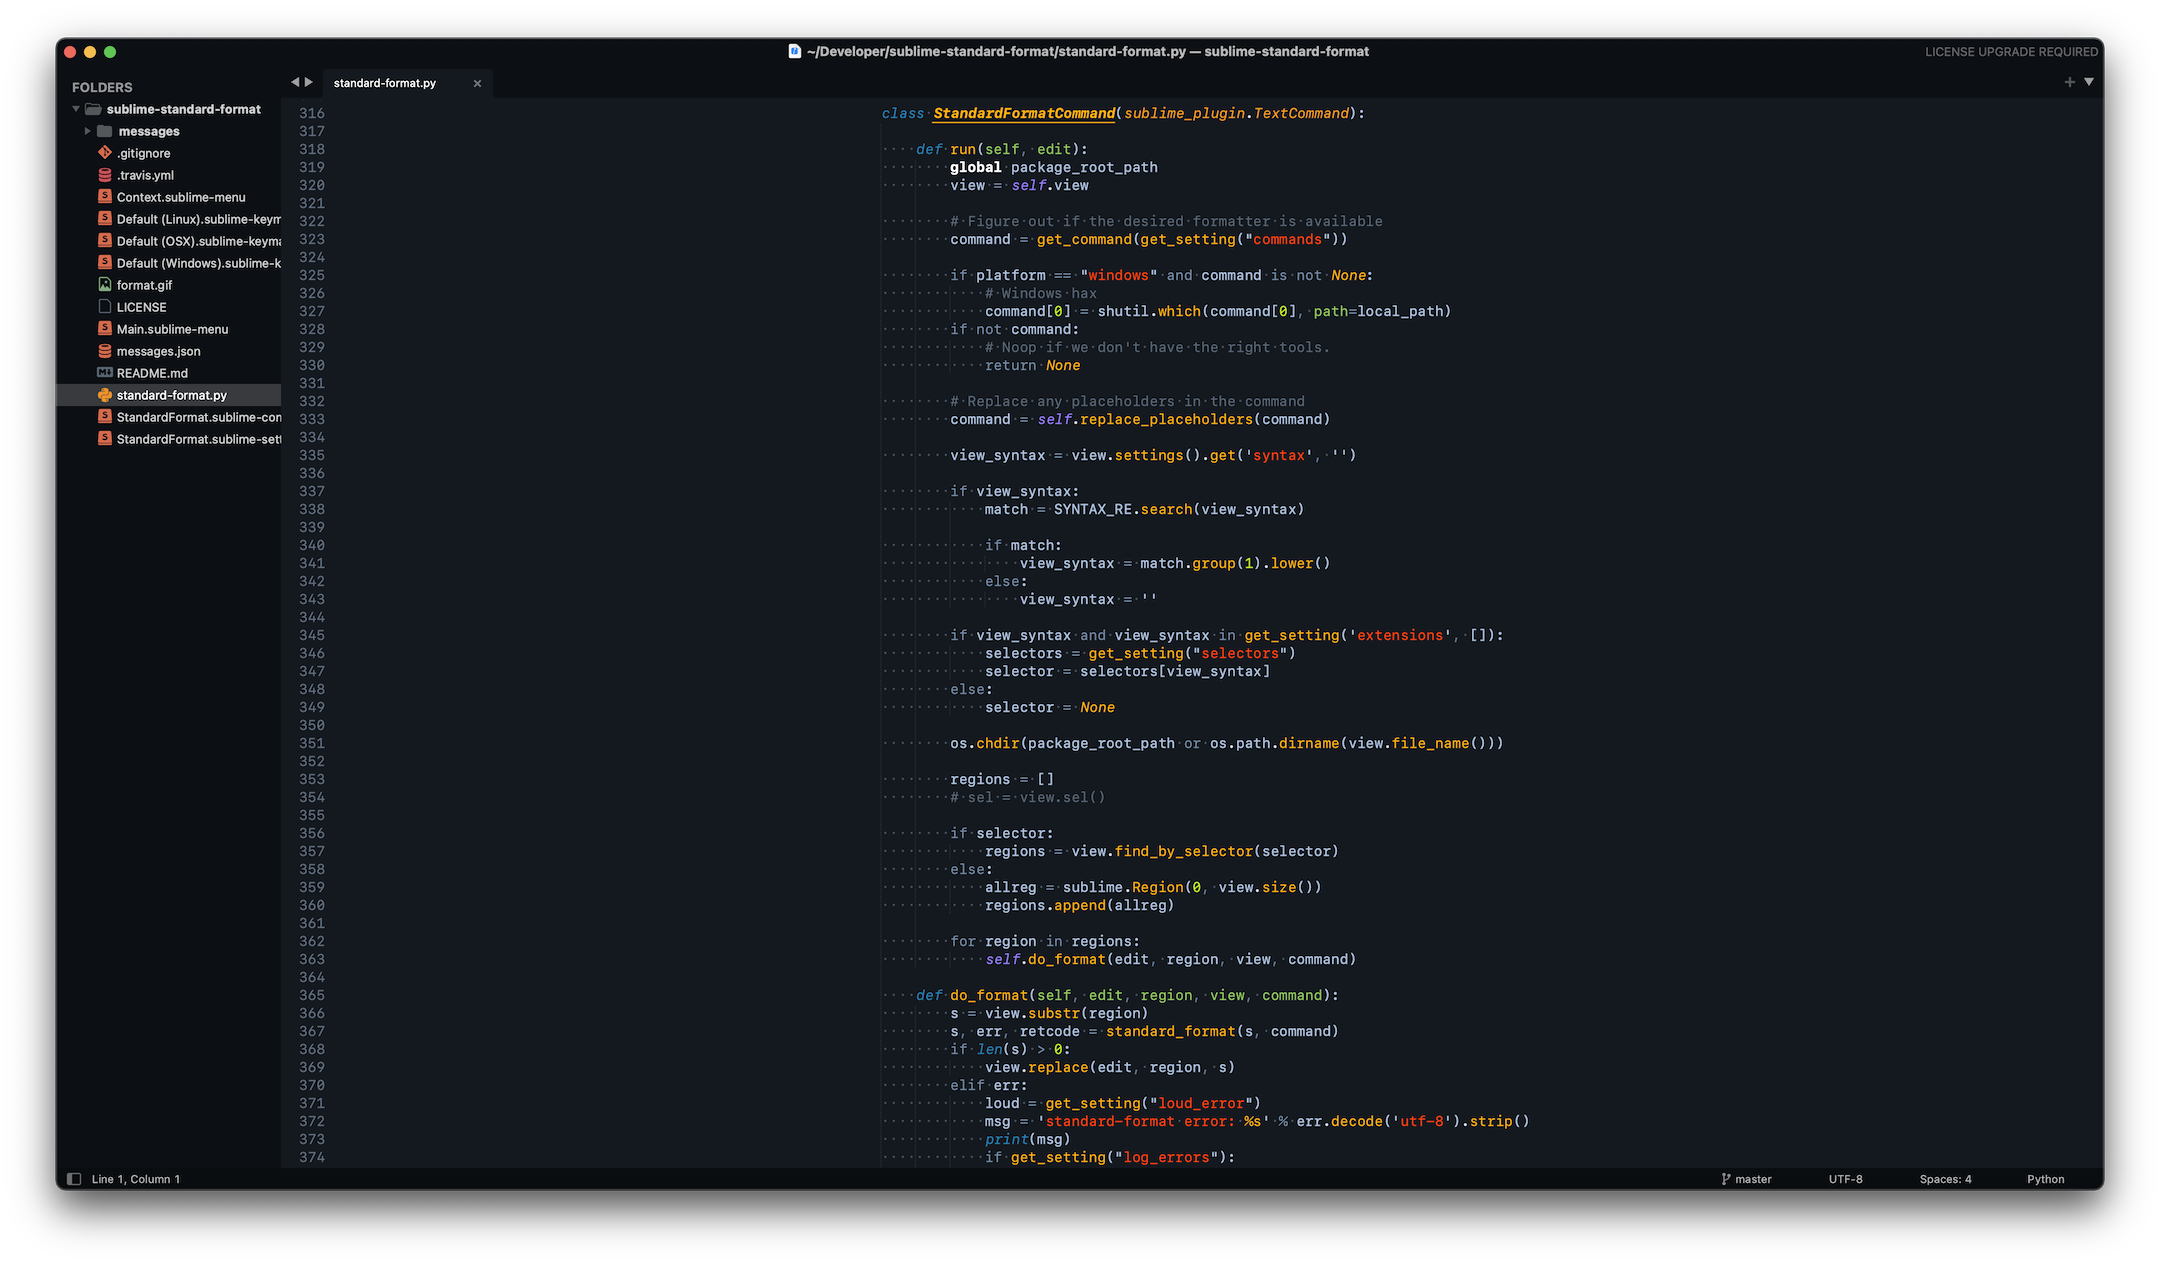 ~/Developer/sublime-standard-format/standard-format.py — sublime-standard-format
LICENSE UPGRADE REQUIRED
FOLDERS
sublime-standard-format
messages
.gitignore
.travis.yml
Context.sublime-menu
Default (Linux).sublime-keym
Default (OSX).sublime-keyma
Default (Windows).sublime-k
format.gif
LICENSE
Main.sublime-menu
messages.json
README.md
standard-format.py
StandardFormat.sublime-con
StandardFormat.sublime-sett
standard-format.py
316 class StandardFormatCommand(sublime_plugin.TextCommand):
317
318     def run(self, edit):
319         global package_root_path
320         view = self.view
321
322         # Figure out if the desired formatter is available
323         command = get_command(get_setting("commands"))
324
325         if platform == "windows" and command is not None:
326             # Windows hax
327             command[0] = shutil.which(command[0], path=local_path)
328         if not command:
329             # Noop if we don't have the right tools.
330             return None
331
332         # Replace any placeholders in the command
333         command = self.replace_placeholders(command)
334
335         view_syntax = view.settings().get('syntax', '')
336
337         if view_syntax:
338             match = SYNTAX_RE.search(view_syntax)
339
340             if match:
341                 view_syntax = match.group(1).lower()
342             else:
343                 view_syntax = ''
344
345         if view_syntax and view_syntax in get_setting('extensions', []):
346             selectors = get_setting("selectors")
347             selector = selectors[view_syntax]
348         else:
349             selector = None
350
351         os.chdir(package_root_path or os.path.dirname(view.file_name()))
352
353         regions = []
354         # sel = view.sel()
355
356         if selector:
357             regions = view.find_by_selector(selector)
358         else:
359             allreg = sublime.Region(0, view.size())
360             regions.append(allreg)
361
362         for region in regions:
363             self.do_format(edit, region, view, command)
364
365     def do_format(self, edit, region, view, command):
366         s = view.substr(region)
367         s, err, retcode = standard_format(s, command)
368         if len(s) > 0:
369             view.replace(edit, region, s)
370         elif err:
371             loud = get_setting("loud_error")
372             msg = 'standard-format error: %s' % err.decode('utf-8').strip()
373             print(msg)
374             if get_setting("log_errors"):
Line 1, Column 1
master
UTF-8
Spaces: 4
Python